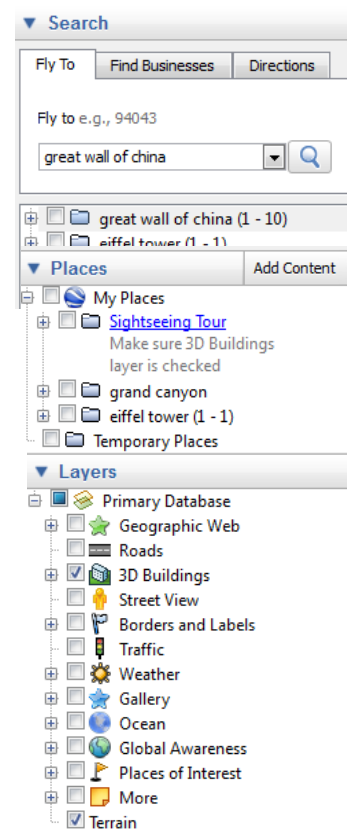 Search
Fly To Find Businesses Directions
Fly to e.g., 94043
great wall of china
great wall of china (1 - 10)
eiffel tower (1 - 1)
Places Add Content
My Places
Sightseeing Tour
Make sure 3D Buildings
layer is checked
grand canyon
eiffel tower (1 - 1)
Temporary Places
Layers
Primary Database
Geographic Web
Roads
3D Buildings
Street View
Borders and Labels
Traffic
Weather
Gallery
Ocean
Global Awareness
Places of Interest
More
Terrain